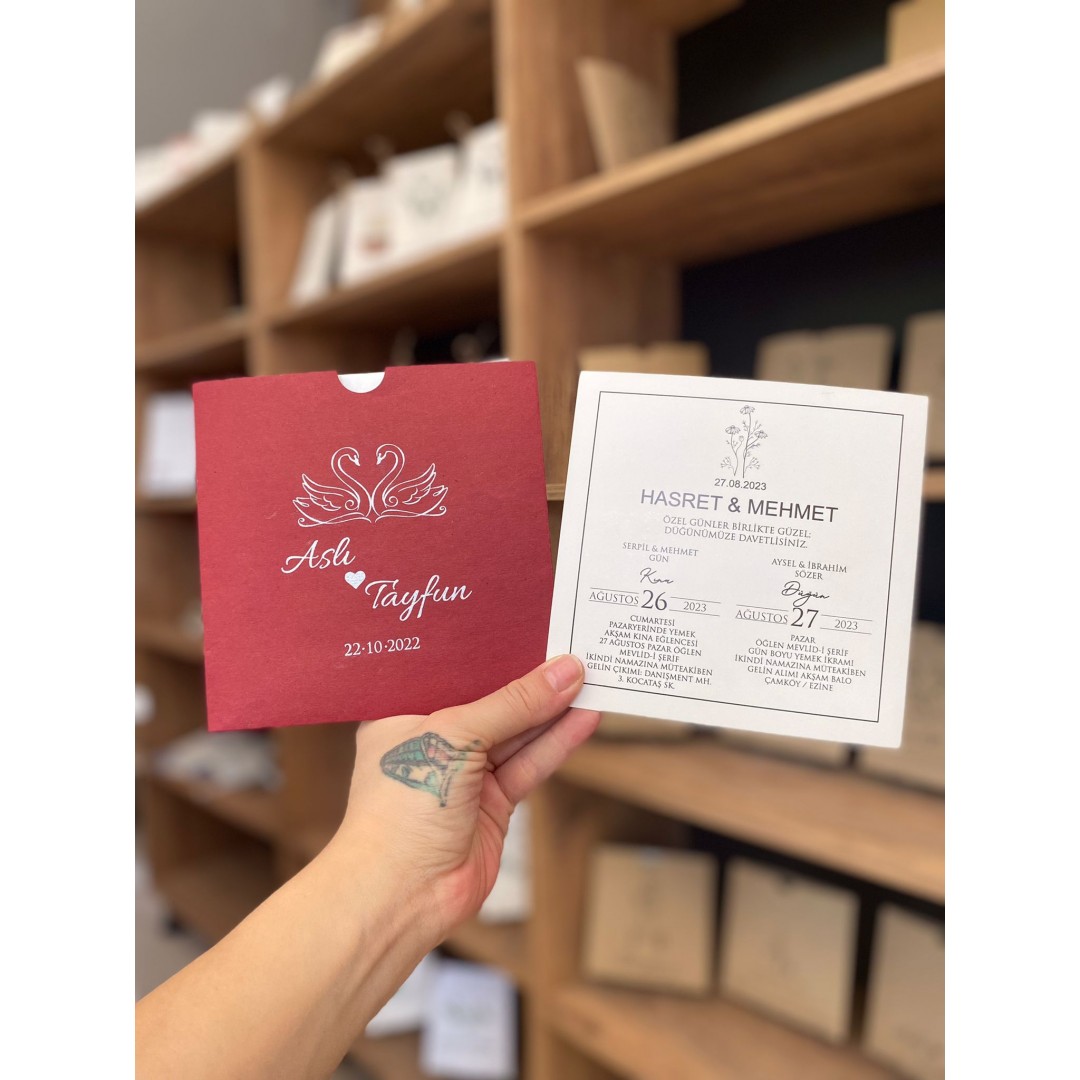 Aslı
Tayfun
22·10·2022
27.08.2023
HASRET & MEHMET
ÖZEL GÜNLER BİRLİKTE GÜZEL;
DÜĞÜNÜMÜZE DAVETLİSİNİZ.
SERPİL & MEHMET
GÜN
Kına
AĞUSTOS 26 2023
CUMARTESİ
PAZARYERİNDE YEMEK
AKŞAM KINA EĞLENCESİ
27 AĞUSTOS PAZAR ÖĞLEN
MEVLİD-İ ŞERİF
İKİNDİ NAMAZINA MÜTEAKİBEN
GELİN ÇIKIMI: DANIŞMENT MH.
3. KOCATAŞ SK.
AYSEL & İBRAHİM
SÖZER
Düğün
AĞUSTOS 27 2023
PAZAR
ÖĞLEN MEVLİD-İ ŞERİF
GÜN BOYU YEMEK İKRAMI
İKİNDİ NAMAZINA MÜTEAKİBEN
GELİN ALIMI AKŞAM BALO
ÇAMKÖY / EZİNE